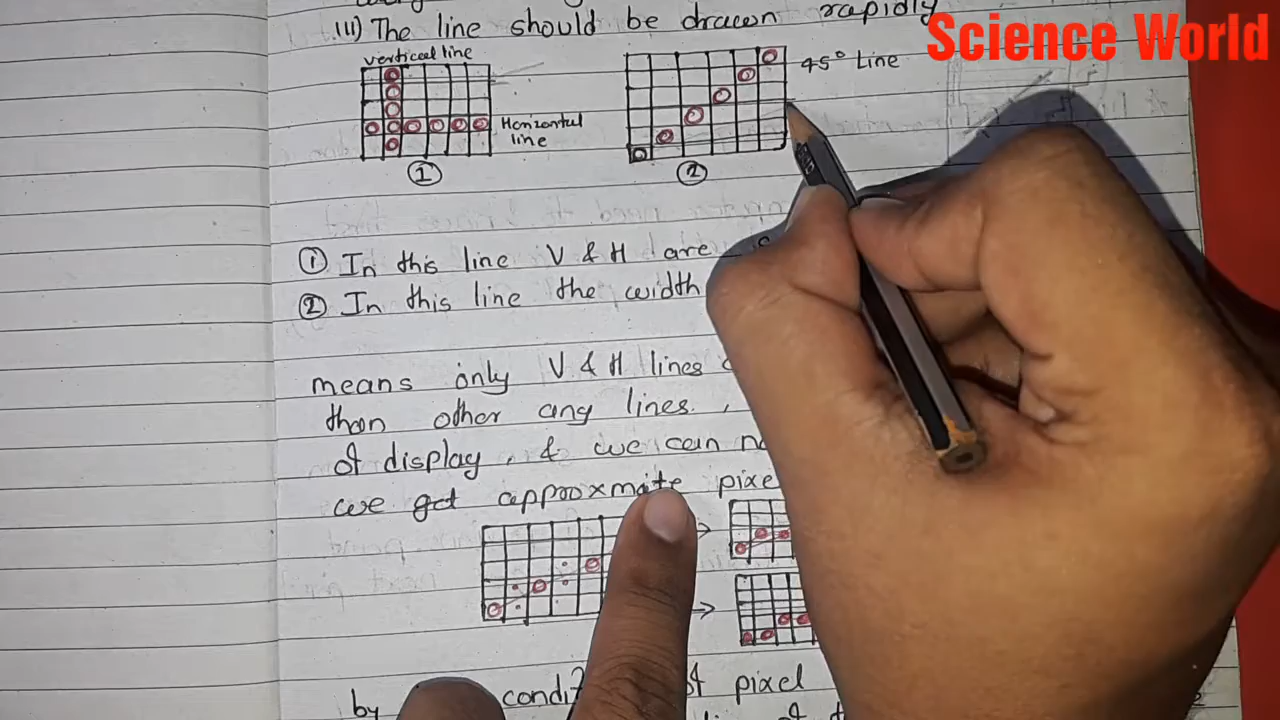 III) The line should be drawn rapidly
Science World
vertical line
45° Line
Horizontal
line
1
2
① In this line V & H are
② In this line the width
means only V & H lines
than other any lines.
of display, & we can
we get approxmate pixe
by condit of pixel